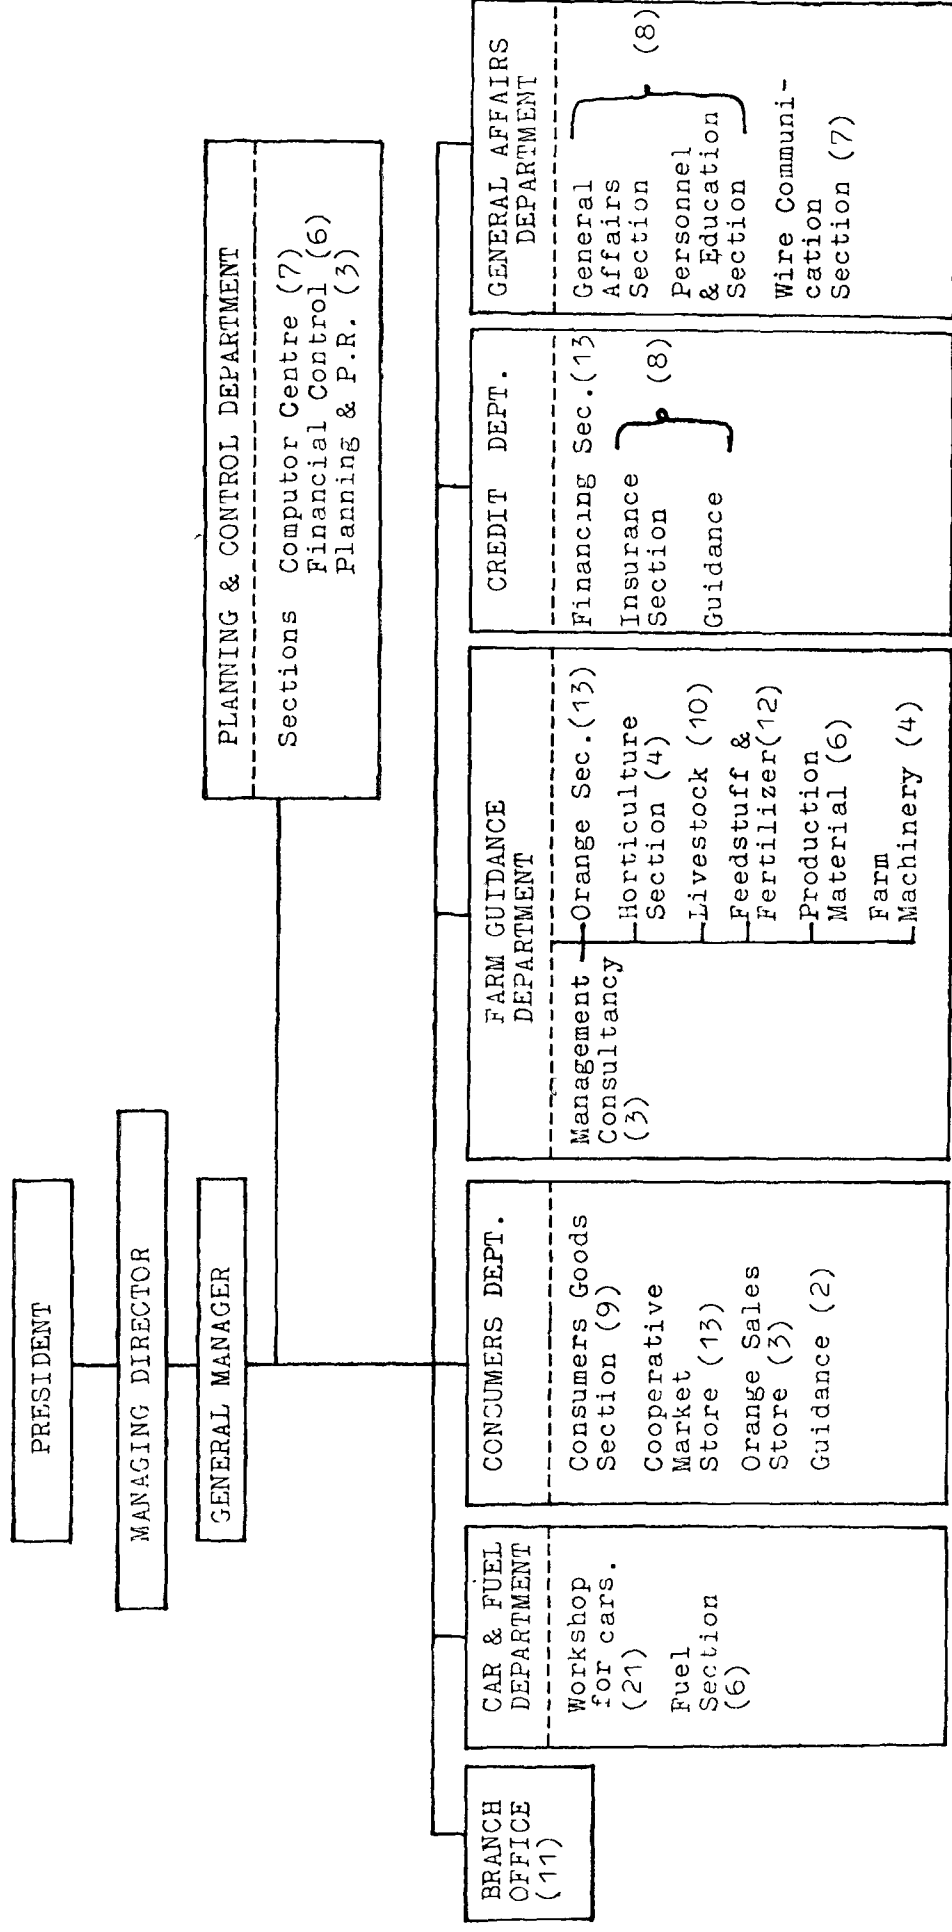 PRESIDENT
MANAGING DIRECTOR
GENERAL MANAGER
PLANNING & CONTROL DEPARTMENT
Sections Computor Centre (7)
Financial Control (6)
Planning & P.R. (3)
BRANCH
OFFICE
(11)
CAR & FUEL
DEPARTMENT
Workshop
for cars.
(21)
Fuel
Section
(6)
CONCUMERS DEPT.
Consumers Goods
Section (9)
Cooperative
Market
Store (13)
Orange Sales
Store (3)
Guidance (2)
FARM GUIDANCE
DEPARTMENT
Management
Consultancy
(3)
Orange Sec.(13)
Horticulture
Section (4)
Livestock (10)
Feedstuff &
Fertilizer(12)
Production
Material (6)
Farm
Machinery (4)
CREDIT DEPT.
Financing Sec.(13
Insurance
Section
Guidance
(8)
GENERAL AFFAIRS
DEPARTMENT
General
Affairs
Section
Personnel
& Education
Section
(8)
Wire Communi-
cation
Section (7)